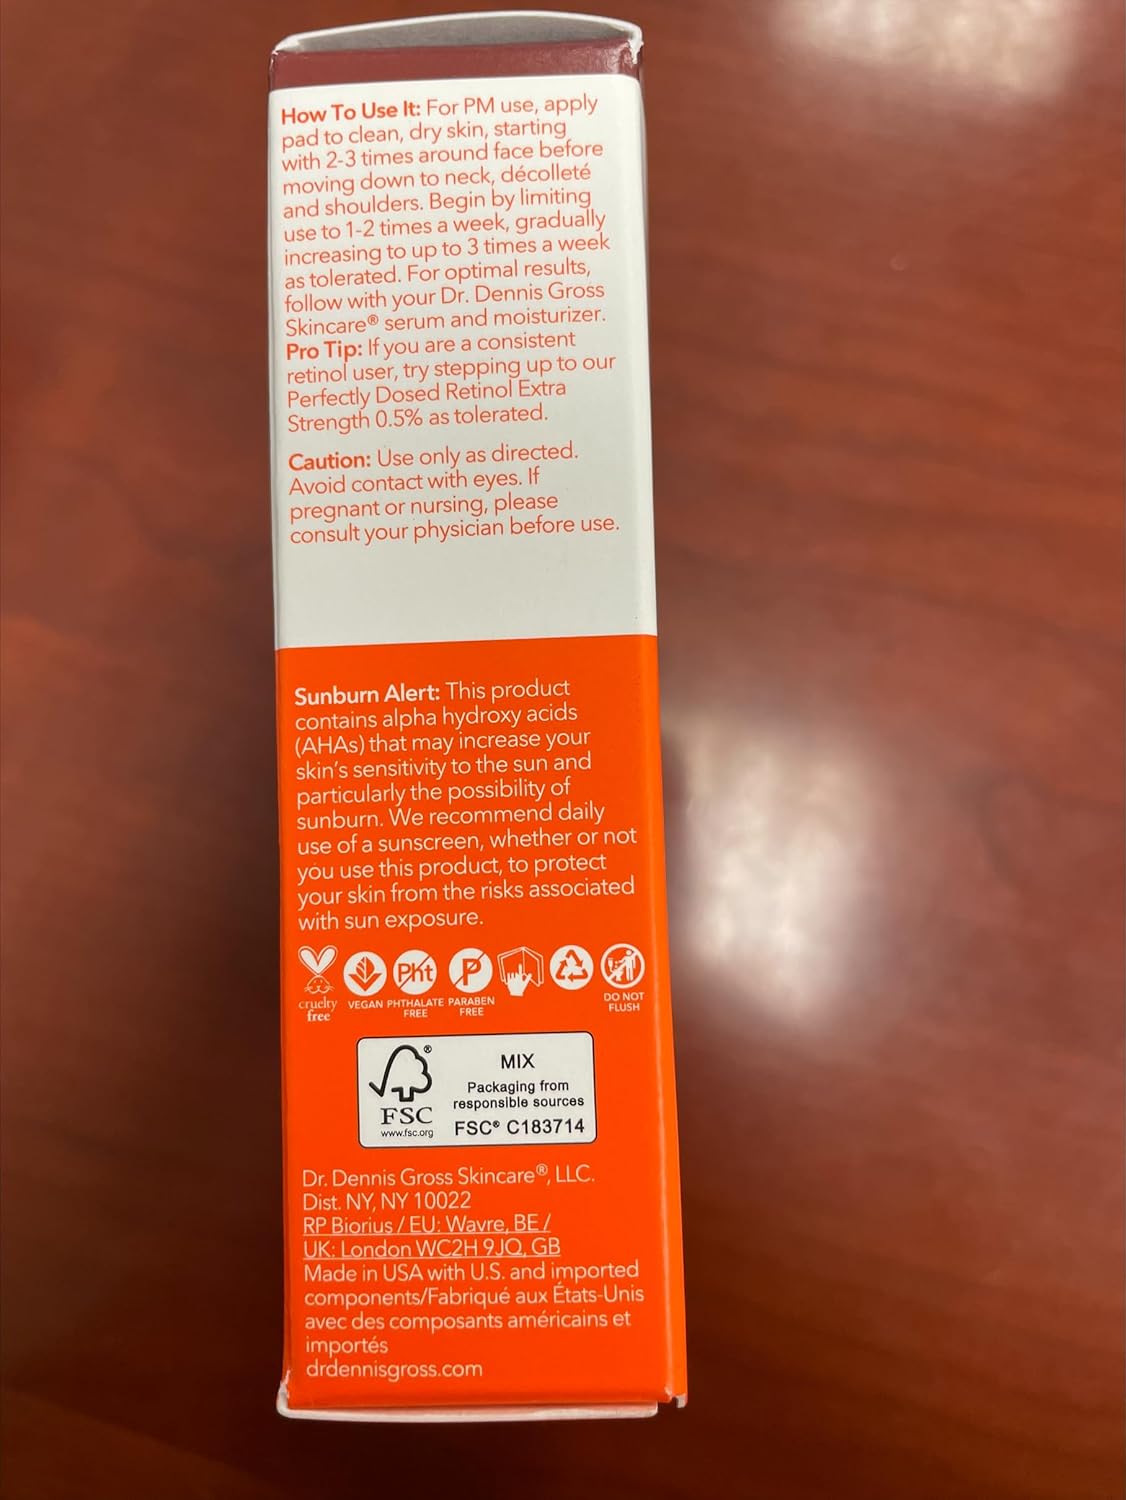 How To Use It: For PM use, apply
pad to clean, dry skin, starting
with 2-3 times around face before
moving down to neck, décolleté
and shoulders. Begin by limiting
use to 1-2 times a week, gradually
increasing to up to 3 times a week
as tolerated. For optimal results,
follow with your Dr. Dennis Gross
Skincare® serum and moisturizer.
Pro Tip: If you are a consistent
retinol user, try stepping up to our
Perfectly Dosed Retinol Extra
Strength 0.5% as tolerated.
Caution: Use only as directed.
Avoid contact with eyes. If
pregnant or nursing, please
consult your physician before use.
Sunburn Alert: This product
contains alpha hydroxy acids
(AHAs) that may increase your
skin's sensitivity to the sun and
particularly the possibility of
sunburn. We recommend daily
use of a sunscreen, whether or not
you use this product, to protect
your skin from the risks associated
with sun exposure.
Pht
P
cruelty
free
VEGAN
PHTHALATE
FREE
PARABEN
FREE
DO NOT
FLUSH
®
FSC
www.fsc.org
MIX
Packaging from
responsible sources
FSC® C183714
Dr. Dennis Gross Skincare®, LLC.
Dist. NY, NY 10022
RP Biorius / EU: Wavre, BE /
UK: London WC2H 9JQ, GB
Made in USA with U.S. and imported
components/Fabriqué aux États-Unis
avec des composants américains et
importés
drdennisgross.com